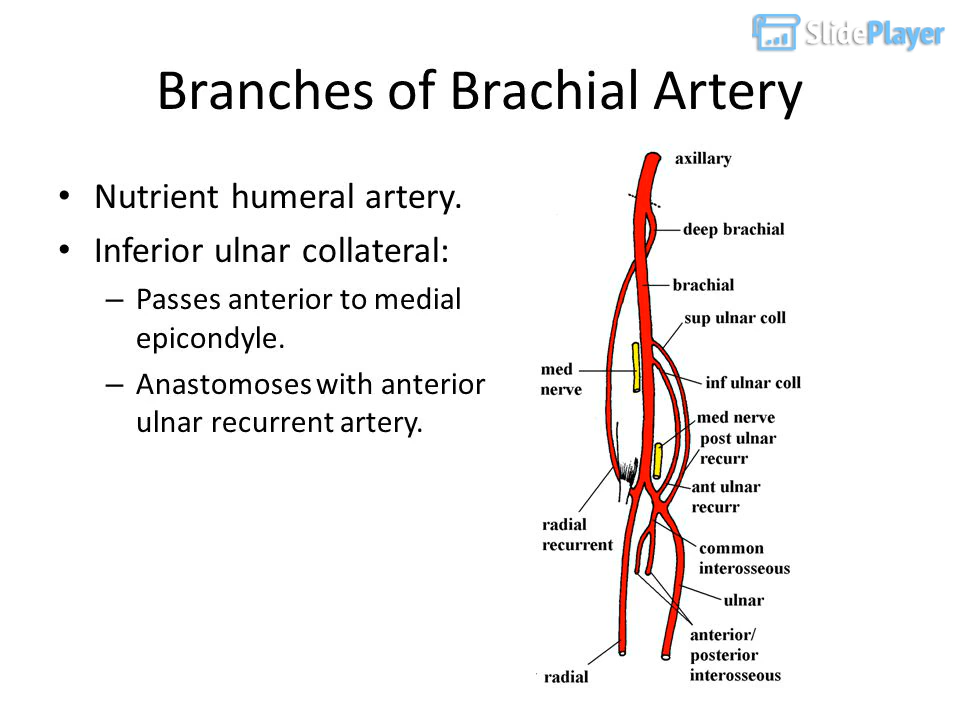 SlidePlayer
Branches of Brachial Artery
• Nutrient humeral artery.
• Inferior ulnar collateral:
– Passes anterior to medial
epicondyle.
– Anastomoses with anterior
ulnar recurrent artery.
axillary
deep brachial
brachial
sup ulnar coll
med
nerve
inf ulnar coll
med nerve
post ulnar
recurr
ant ulnar
recurr
radial
recurrent
common
interosseous
ulnar
anterior/
posterior
interosseous
radial